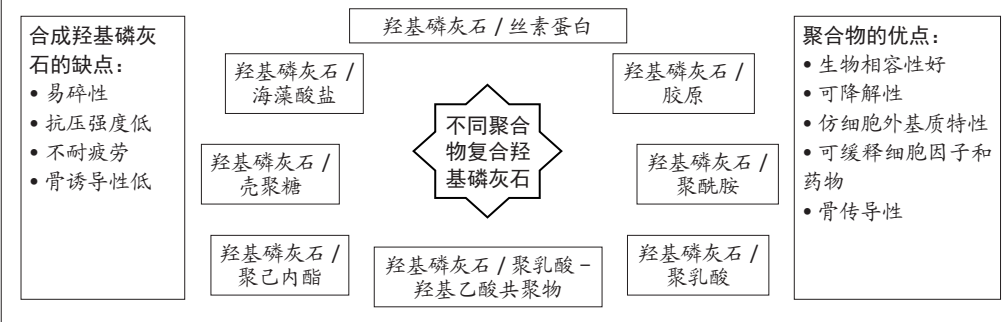 合成羟基磷灰
石的缺点：
• 易碎性
• 抗压强度低
• 不耐疲劳
• 骨诱导性低
羟基磷灰石 / 丝素蛋白
羟基磷灰石 /
海藻酸盐
羟基磷灰石 /
胶原
不同聚合
物复合羟
基磷灰石
羟基磷灰石 /
壳聚糖
羟基磷灰石 /
聚酰胺
羟基磷灰石 /
聚己内酯
羟基磷灰石 / 聚乳酸 –
羟基乙酸共聚物
羟基磷灰石 /
聚乳酸
聚合物的优点：
• 生物相容性好
• 可降解性
• 仿细胞外基质特性
• 可缓释细胞因子和
药物
• 骨传导性